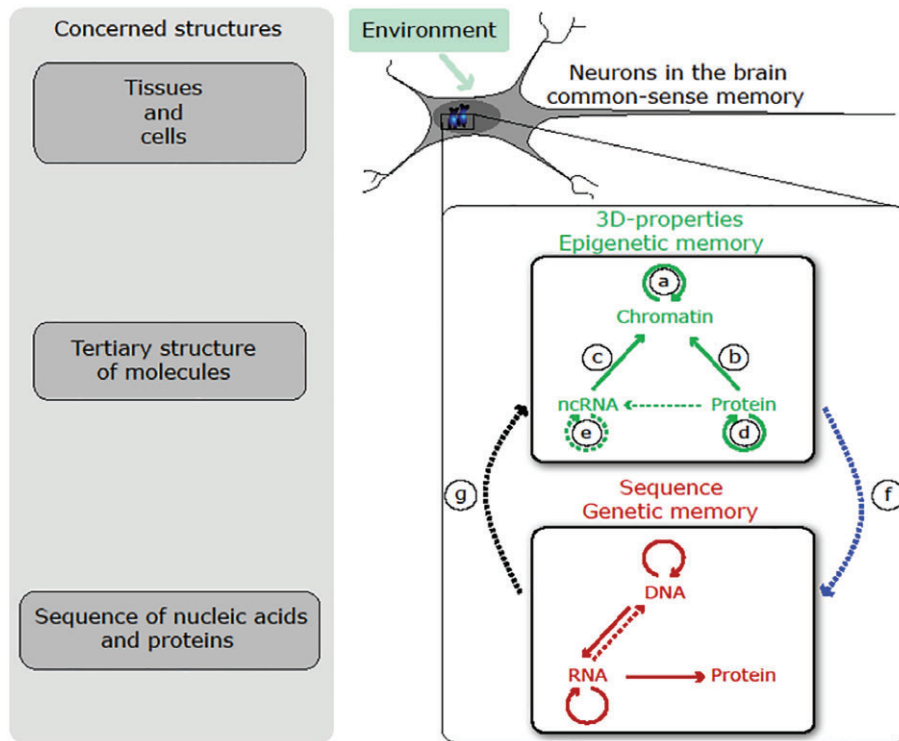 Concerned structures
Tissues
and
cells
Tertiary structure
of molecules
Sequence of nucleic acids
and proteins
Environment
Neurons in the brain
common-sense memory
3D-properties
Epigenetic memory
a
Chromatin
c
b
ncRNA
Protein
e
d
g
f
Sequence
Genetic memory
DNA
RNA
Protein